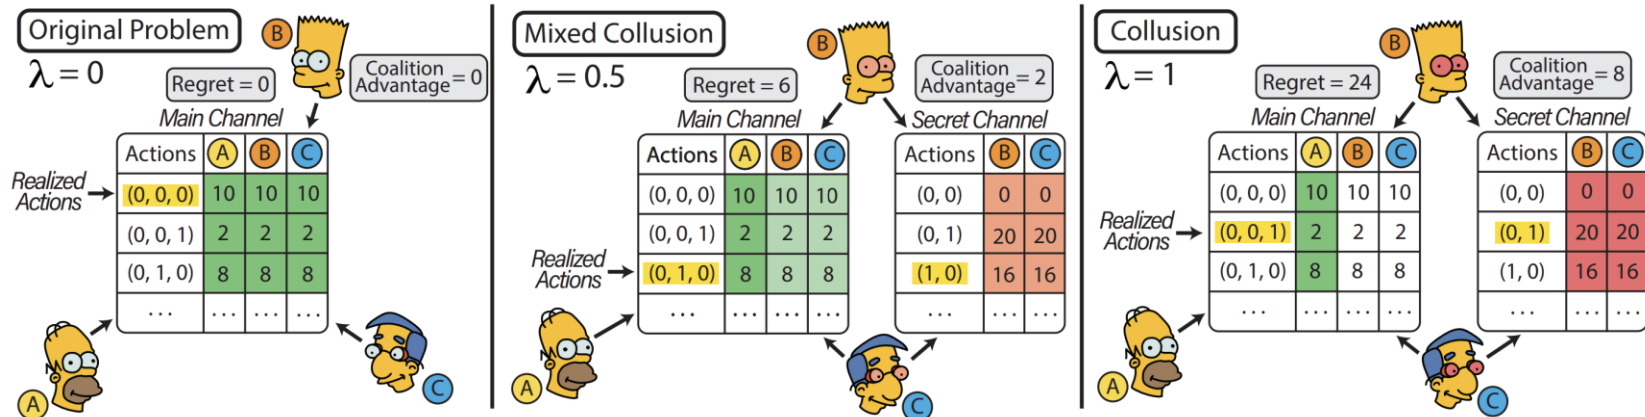 Original Problem
λ = 0
B
Regret = 0
Coalition
Advantage = 0
Main Channel
Actions A B C
Realized
Actions
(0, 0, 0) 10 10 10
(0, 0, 1) 2 2 2
(0, 1, 0) 8 8 8
... ... ... ...
A
C
Mixed Collusion
λ = 0.5
B
Regret = 6
Coalition
Advantage = 2
Main Channel
Actions A B C
(0, 0, 0) 10 10 10
(0, 0, 1) 2 2 2
Realized
Actions
(0, 1, 0) 8 8 8
... ... ... ...
Secret Channel
Actions B C
(0, 0) 0 0
(0, 1) 20 20
(1, 0) 16 16
... ... ...
A
C
Collusion
λ = 1
B
Regret = 24
Coalition
Advantage = 8
Main Channel
Actions A B C
(0, 0, 0) 10 10 10
Realized
Actions
(0, 0, 1) 2 2 2
(0, 1, 0) 8 8 8
... ... ... ...
Secret Channel
Actions B C
(0, 0) 0 0
(0, 1) 20 20
(1, 0) 16 16
... ... ...
A
C